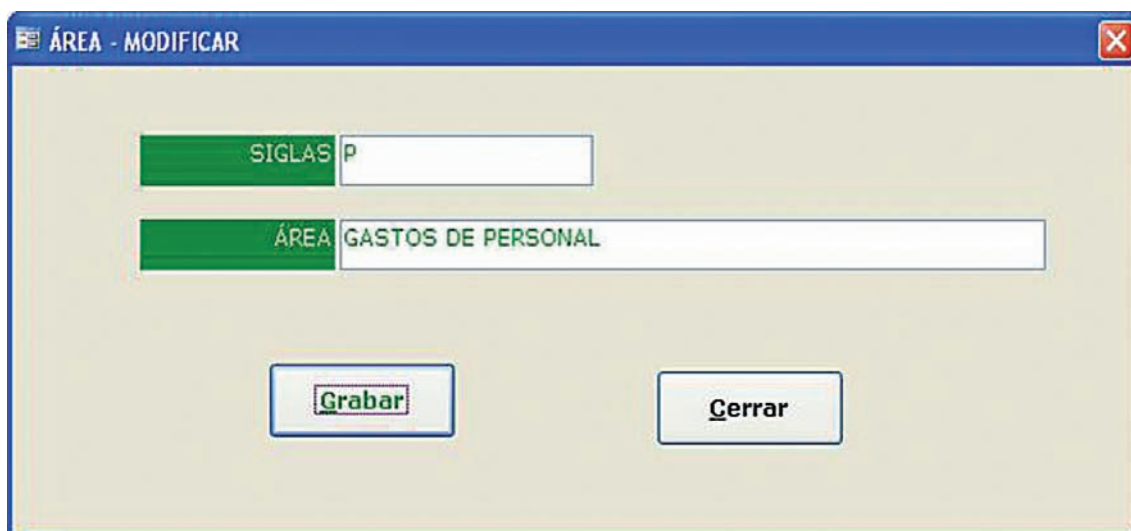 ÁREA - MODIFICAR
SIGLAS P
ÁREA GASTOS DE PERSONAL
Grabar Cerrar